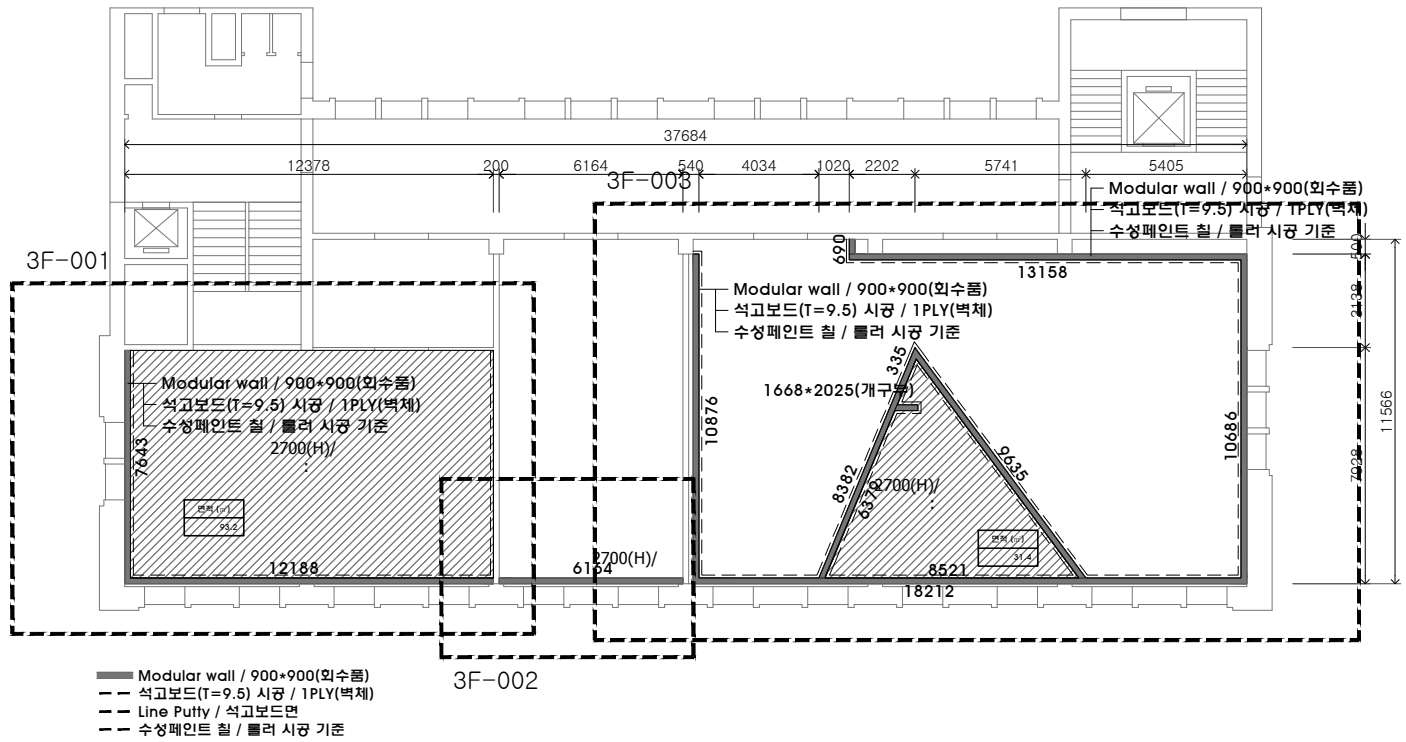 37684
12378 200 6164 540 4034 1020 2202 5741 5405
3F-003
Modular wall / 900*900(회수품)
석고보드(T=9.5) 시공 / 1PLY(벽체)
수성페인트 칠 / 롤러 시공 기준
3F-001
690
13158
500
2138
7928
11566
Modular wall / 900*900(회수품)
석고보드(T=9.5) 시공 / 1PLY(벽체)
수성페인트 칠 / 롤러 시공 기준
335
1668*2025(개구부)
Modular wall / 900*900(회수품)
석고보드(T=9.5) 시공 / 1PLY(벽체)
수성페인트 칠 / 롤러 시공 기준
2700(H)/
:
7643
10876
10686
9635
8382
6379
2700(H)/
:
면적 (㎡)
93.2
면적 (㎡)
31.4
2700(H)/
12188
6164
8521
18212
3F-002
Modular wall / 900*900(회수품)
석고보드(T=9.5) 시공 / 1PLY(벽체)
Line Putty / 석고보드면
수성페인트 칠 / 롤러 시공 기준